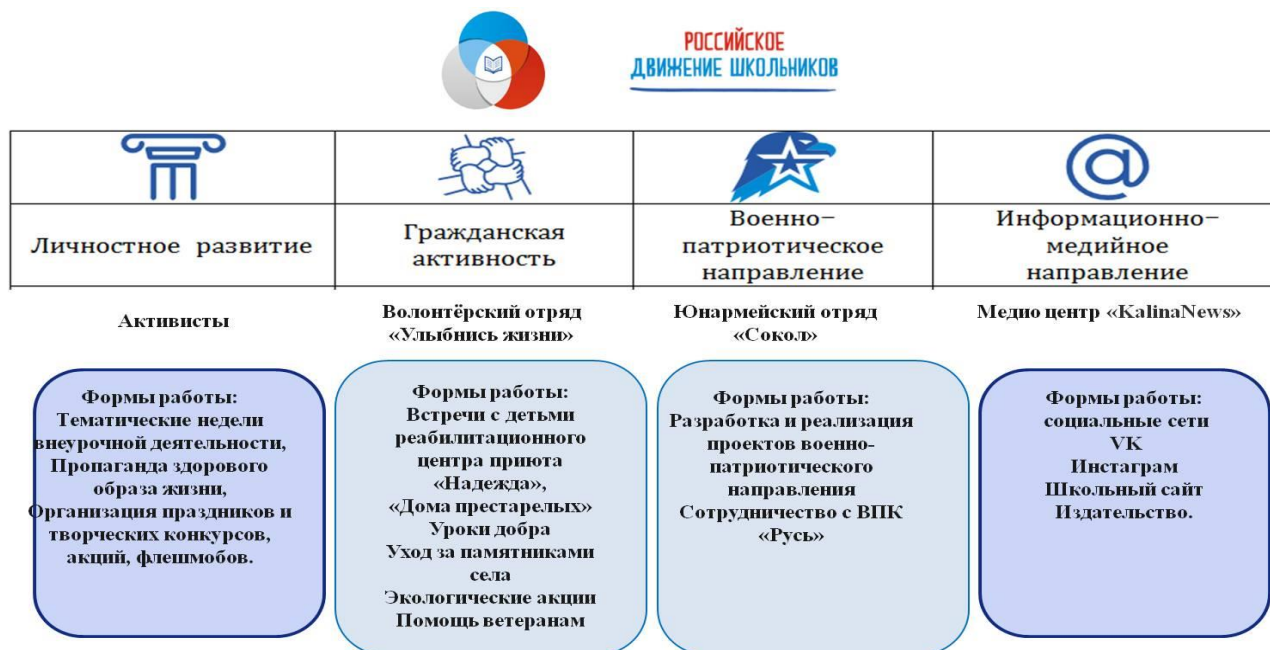 РОССИЙСКОЕ
ДВИЖЕНИЕ ШКОЛЬНИКОВ
Личностное развитие
Гражданская
активность
Военно-
патриотическое
направление
Информационно-
медийное
направление
Активисты
Волонтёрский отряд
«Улыбнись жизни»
Юнармейский отряд
«Сокол»
Медио центр «KalinaNews»
Формы работы:
Тематические недели
внеурочной деятельности,
Пропаганда здорового
образа жизни,
Организация праздников и
творческих конкурсов,
акций, флешмобов.
Формы работы:
Встречи с детьми
реабилитационного
центра приюта
«Надежда»,
«Дома престарелых»
Уроки добра
Уход за памятниками
села
Экологические акции
Помощь ветеранам
Формы работы:
Разработка и реализация
проектов военно-
патриотического
направления
Сотрудничество с ВПК
«Русь»
Формы работы:
социальные сети
VK
Инстаграм
Школьный сайт
Издательство.